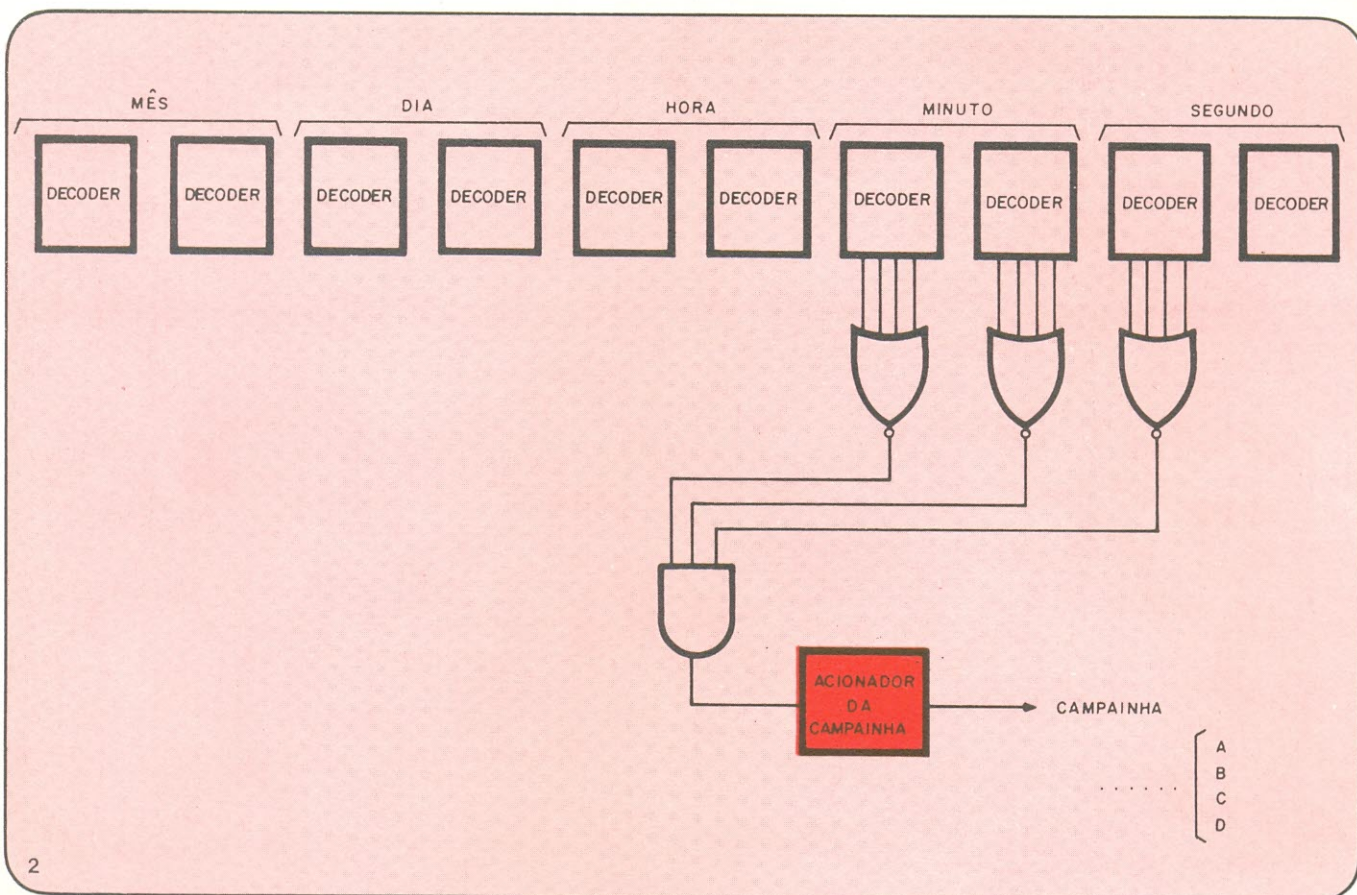 MÊS DIA HORA MINUTO SEGUNDO
DECODER DECODER DECODER DECODER DECODER DECODER DECODER DECODER DECODER DECODER
ACIONADOR
DA
CAMPAINHA
CAMPAINHA
A
B
. . . . . . C
D
2